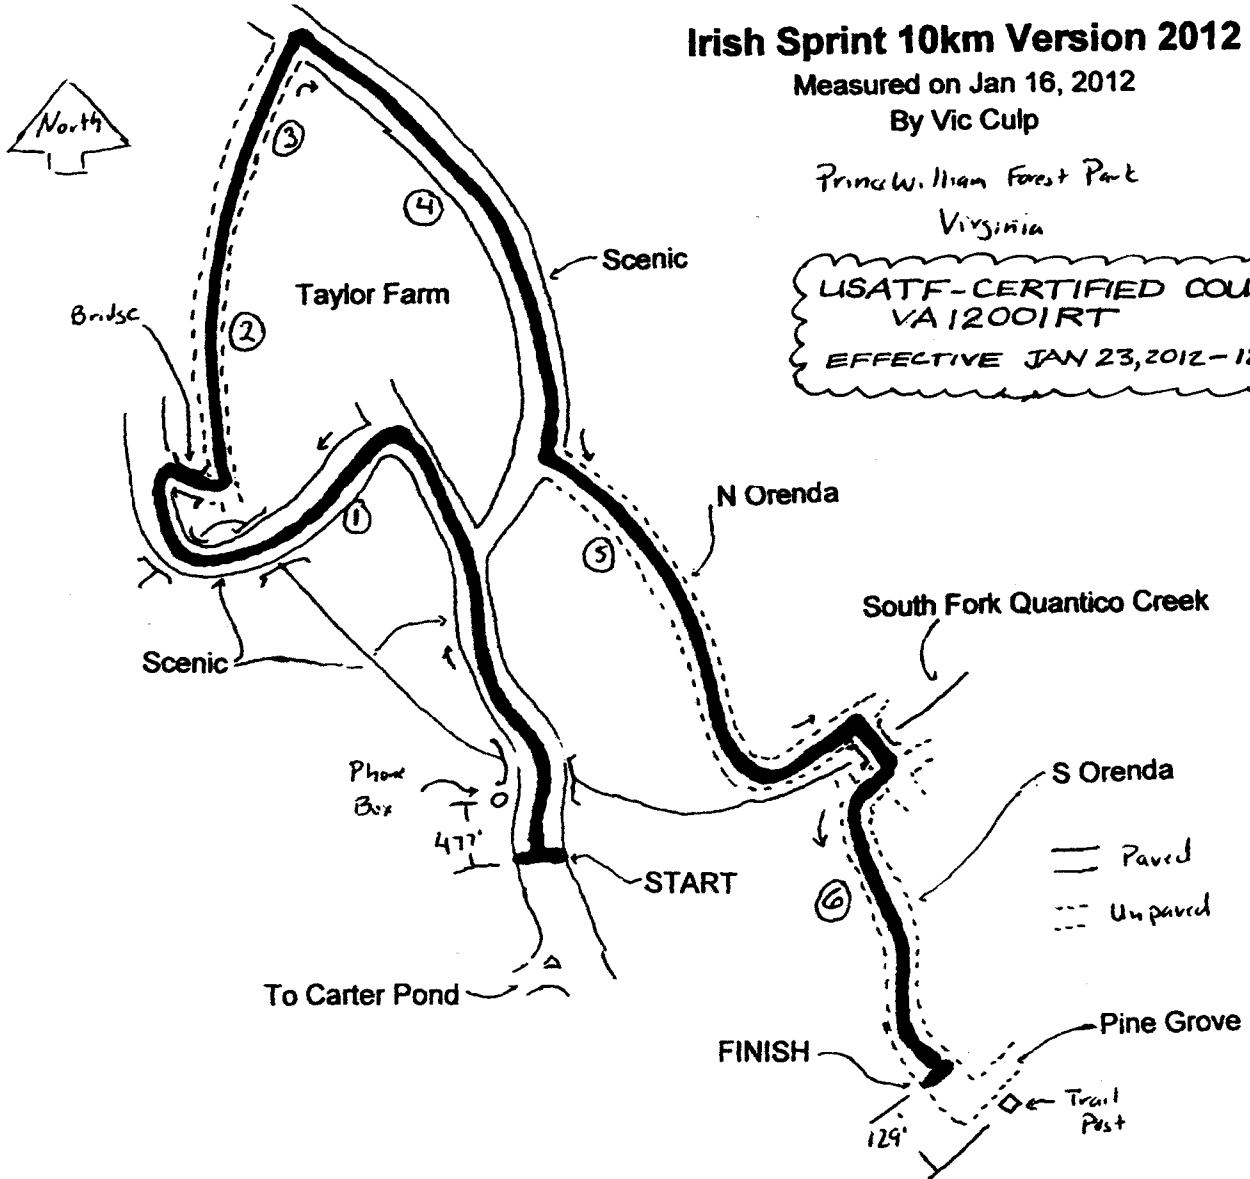 Irish Sprint 10km Version 2012
Measured on Jan 16, 2012
By Vic Culp
Prince William Forest Park
Virginia
USATF-CERTIFIED COU
VA12001RT
EFFECTIVE JAN 23, 2012-12
North
3
4
Scenic
Taylor Farm
Bridge
2
N Orenda
1
5
South Fork Quantico Creek
Scenic
Phone
Box
S Orenda
477'
START
Paved
6
Unpaved
To Carter Pond
Pine Grove
FINISH
Trail
Post
129'